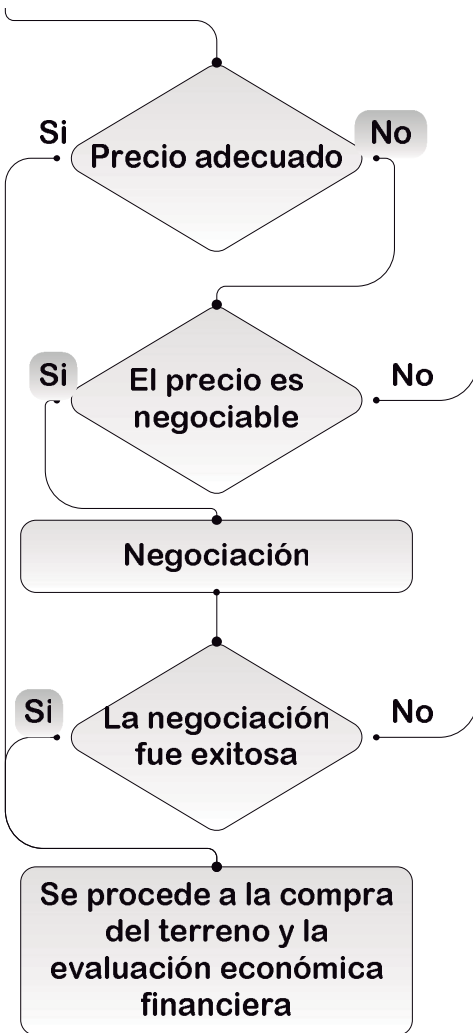 Si
No
Precio adecuado
Si
No
El precio es
negociable
Negociación
Si
No
La negociación
fue exitosa
Se procede a la compra
del terreno y la
evaluación económica
financiera